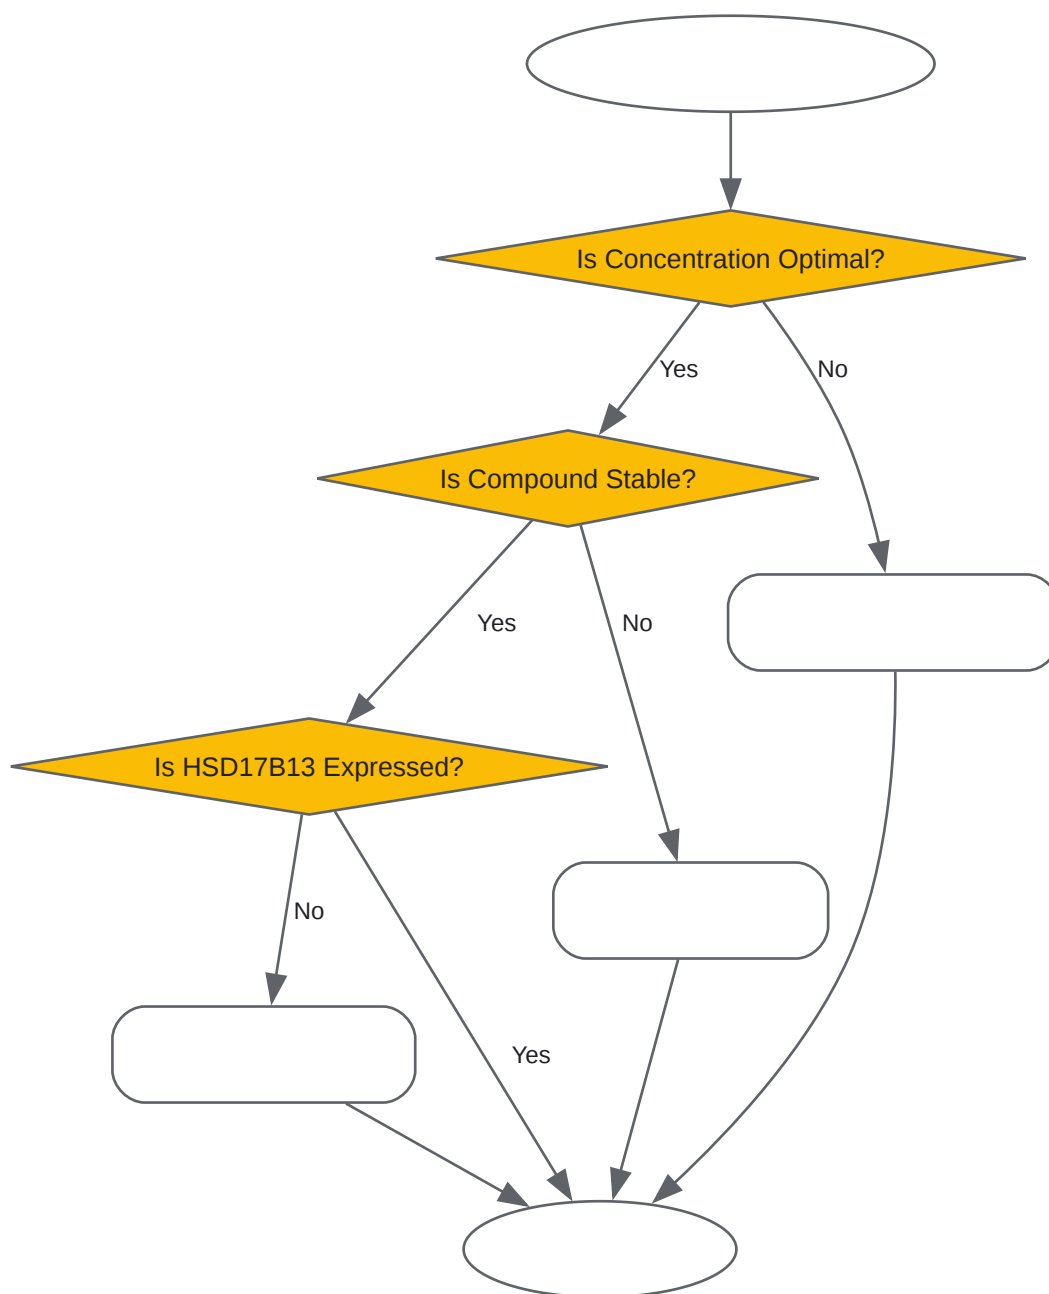 Is Concentration Optimal?
Yes
No
Is Compound Stable?
Yes
No
Is HSD17B13 Expressed?
No
Yes